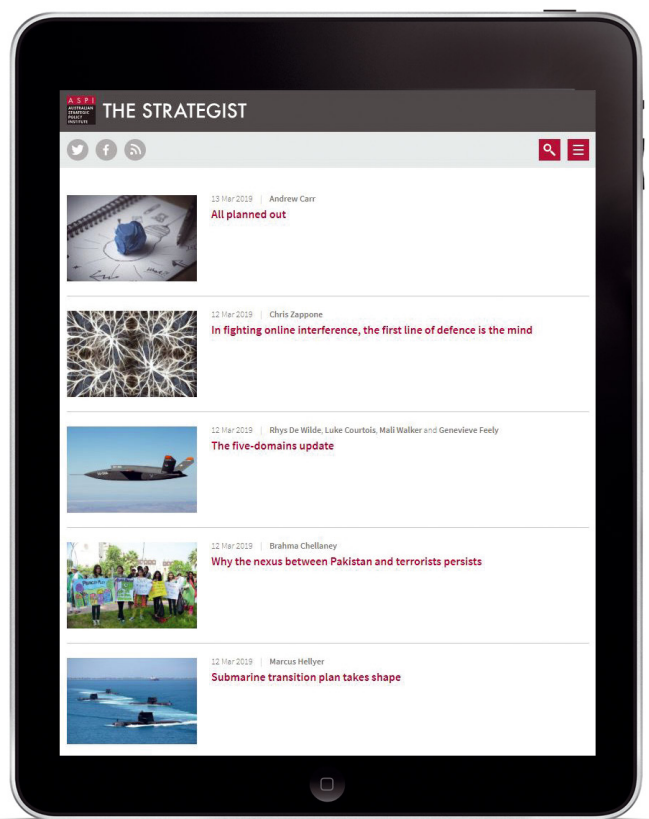 ASPI
AUSTRALIAN
STRATEGIC
POLICY
INSTITUTE
THE STRATEGIST
13 Mar 2019 | Andrew Carr
All planned out
12 Mar 2019 | Chris Zappone
In fighting online interference, the first line of defence is the mind
12 Mar 2019 | Rhys De Wilde, Luke Courtois, Mali Walker and Genevieve Feely
The five-domains update
12 Mar 2019 | Brahma Chellaney
Why the nexus between Pakistan and terrorists persists
12 Mar 2019 | Marcus Hellyer
Submarine transition plan takes shape